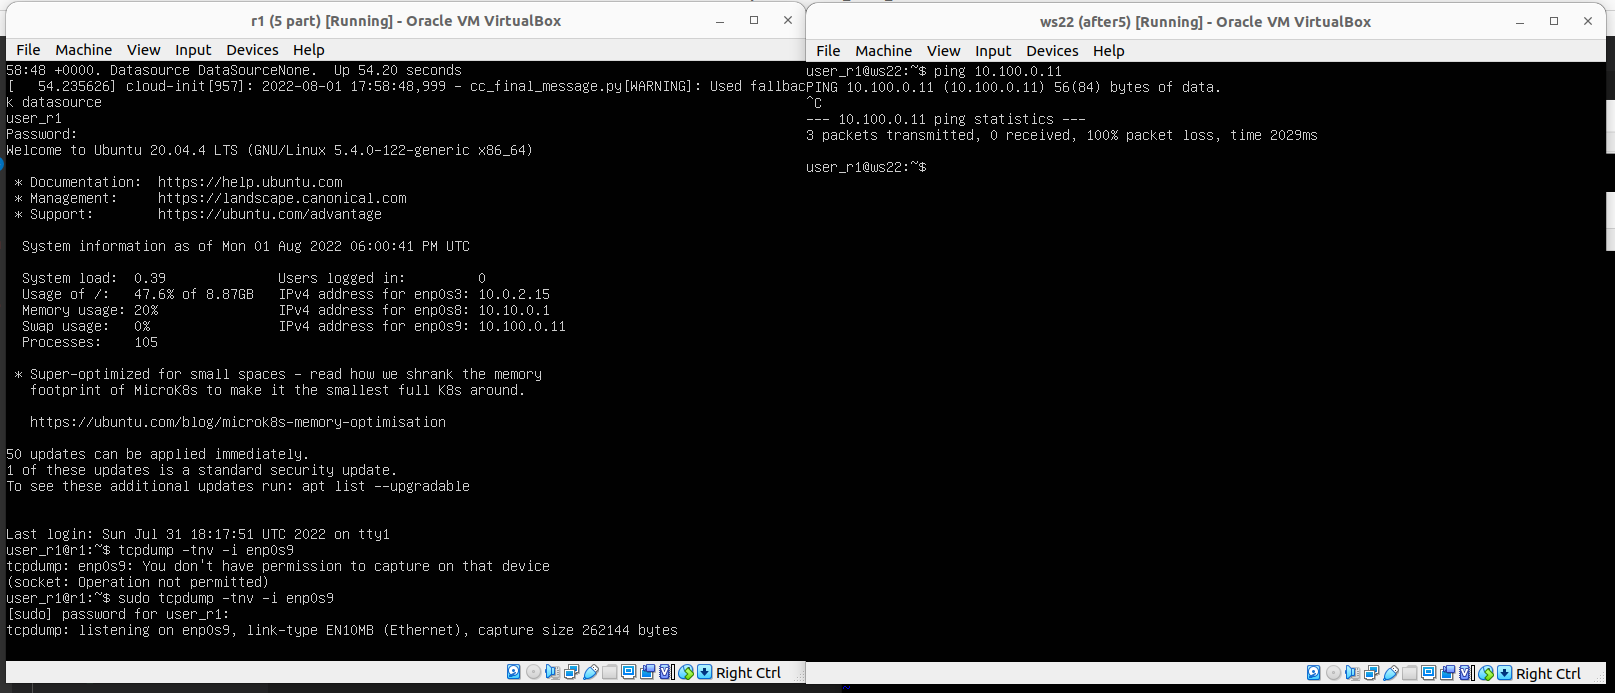 r1 (5 part) [Running] - Oracle VM VirtualBox
File Machine View Input Devices Help
58:48 +0000. Datasource DataSourceNone.  Up 54.20 seconds
[   54.235626] cloud-init[957]: 2022-08-01 17:58:48,999 - cc_final_message.py[WARNING]: Used fallbac
k datasource
user_r1
Password:
Welcome to Ubuntu 20.04.4 LTS (GNU/Linux 5.4.0-122-generic x86_64)
* Documentation:  https://help.ubuntu.com
* Management:     https://landscape.canonical.com
* Support:        https://ubuntu.com/advantage
System information as of Mon 01 Aug 2022 06:00:41 PM UTC
System load:  0.39              Users logged in:         0
Usage of /:   47.6% of 8.87GB   IPv4 address for enp0s3: 10.0.2.15
Memory usage: 20%               IPv4 address for enp0s8: 10.10.0.1
Swap usage:   0%                IPv4 address for enp0s9: 10.100.0.11
Processes:    105
* Super-optimized for small spaces - read how we shrank the memory
footprint of MicroK8s to make it the smallest full K8s around.
https://ubuntu.com/blog/microk8s-memory-optimisation
50 updates can be applied immediately.
1 of these updates is a standard security update.
To see these additional updates run: apt list --upgradable
Last login: Sun Jul 31 18:17:51 UTC 2022 on tty1
user_r1@r1:~$ tcpdump -tnv -i enp0s9
tcpdump: enp0s9: You don't have permission to capture on that device
(socket: Operation not permitted)
user_r1@r1:~$ sudo tcpdump -tnv -i enp0s9
[sudo] password for user_r1:
tcpdump: listening on enp0s9, link-type EN10MB (Ethernet), capture size 262144 bytes
Right Ctrl
ws22 (after5) [Running] - Oracle VM VirtualBox
File Machine View Input Devices Help
user_r1@ws22:~$ ping 10.100.0.11
PING 10.100.0.11 (10.100.0.11) 56(84) bytes of data.
^C
--- 10.100.0.11 ping statistics ---
3 packets transmitted, 0 received, 100% packet loss, time 2029ms
user_r1@ws22:~$
Right Ctrl